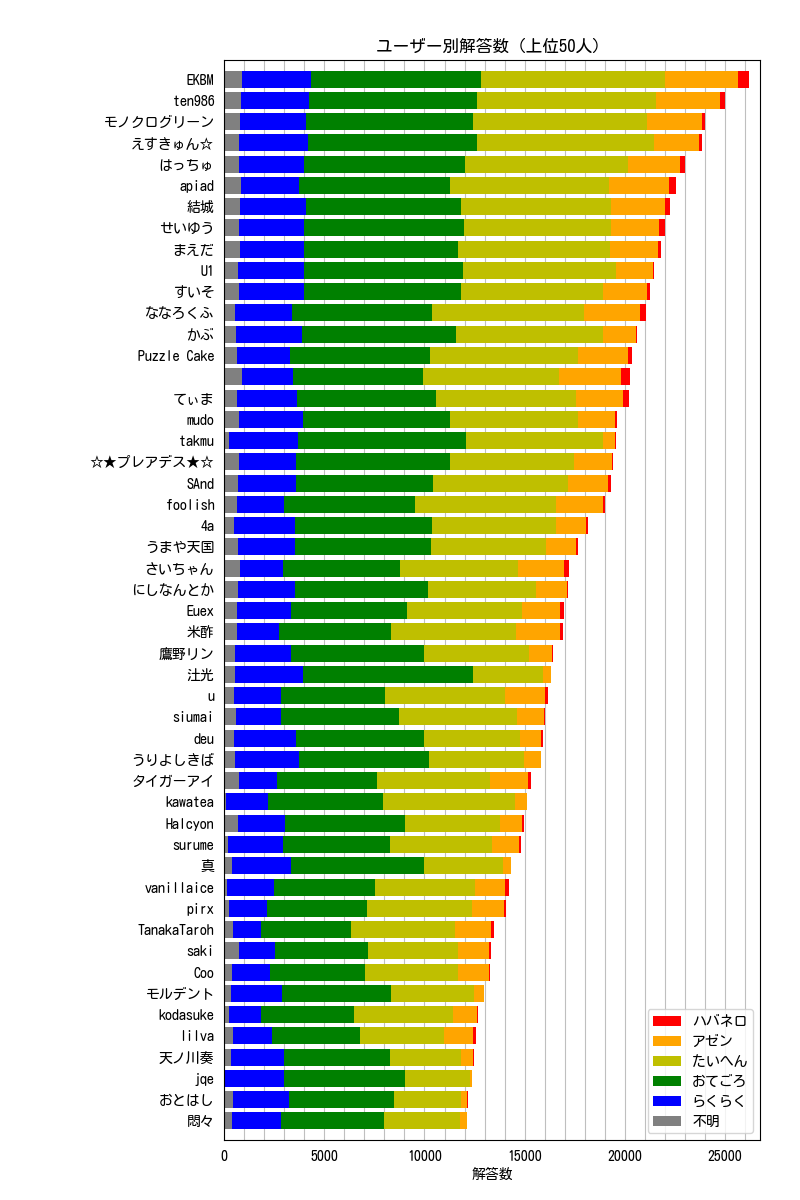 ユーザー別解答数（上位50人）
EKBM
ten986
モノクログリーン
えすきゅん☆
はっちゅ
apiad
結城
せいゆう
まえだ
U1
すいそ
ななろくふ
かぶ
Puzzle Cake
てぃま
mudo
takmu
☆★プレアデス★☆
SAnd
foolish
4a
うまや天国
さいちゃん
にしなんとか
Euex
米酢
鷹野リン
辻光
u
siumai
deu
うりよしきば
タイガーアイ
kawatea
Halcyon
surume
真
vanillaice
pirx
TanakaTaroh
saki
Coo
モルデント
kodasuke
lilva
天ノ川奏
jqe
おとはし
悶々
ハバネロ
アゼン
たいへん
おてごろ
らくらく
不明
0 5000 10000 15000 20000 25000
解答数